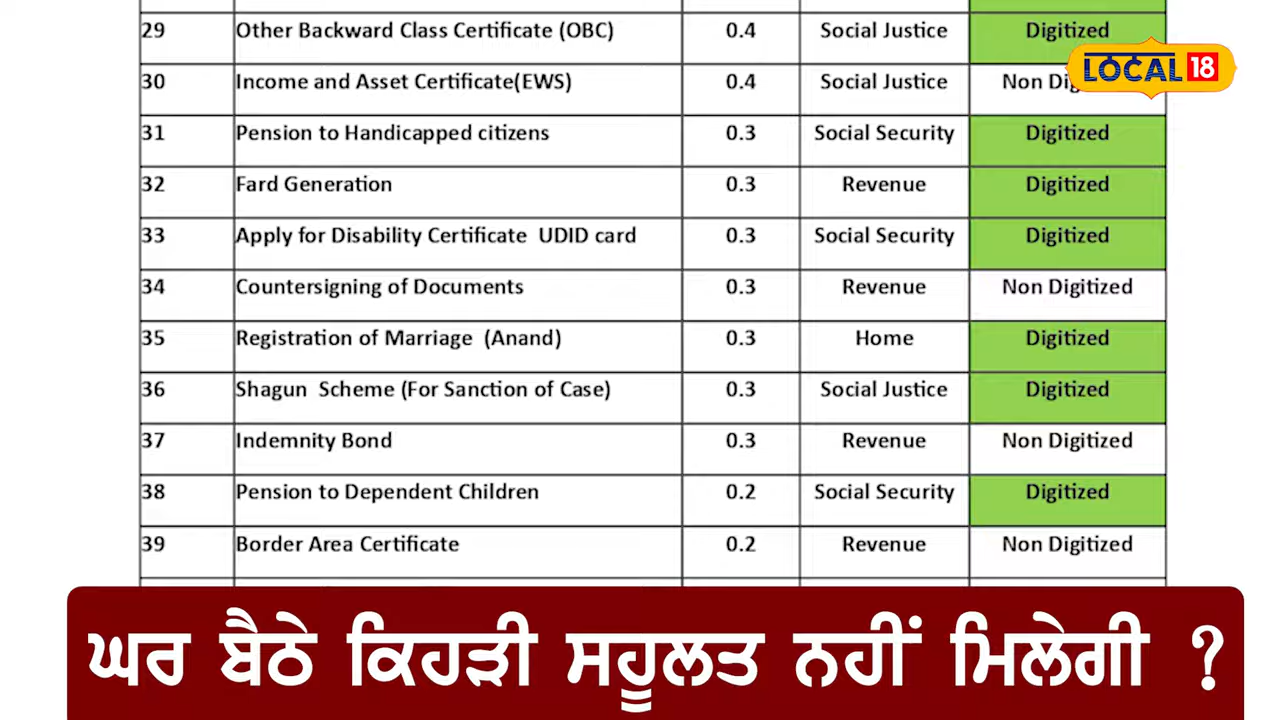 29 Other Backward Class Certificate (OBC) 0.4 Social Justice Digitized
LOCAL 18
30 Income and Asset Certificate(EWS) 0.4 Social Justice Non
31 Pension to Handicapped citizens 0.3 Social Security Digitized
32 Fard Generation 0.3 Revenue Digitized
33 Apply for Disability Certificate UDID card 0.3 Social Security Digitized
34 Countersigning of Documents 0.3 Revenue Non Digitized
35 Registration of Marriage (Anand) 0.3 Home Digitized
36 Shagun Scheme (For Sanction of Case) 0.3 Social Justice Digitized
37 Indemnity Bond 0.3 Revenue Non Digitized
38 Pension to Dependent Children 0.2 Social Security Digitized
39 Border Area Certificate 0.2 Revenue Non Digitized
ਘਰ ਬੈਠੇ ਕਿਹੜੀ ਸਹੂਲਤ ਨਹੀਂ ਮਿਲੇਗੀ ?